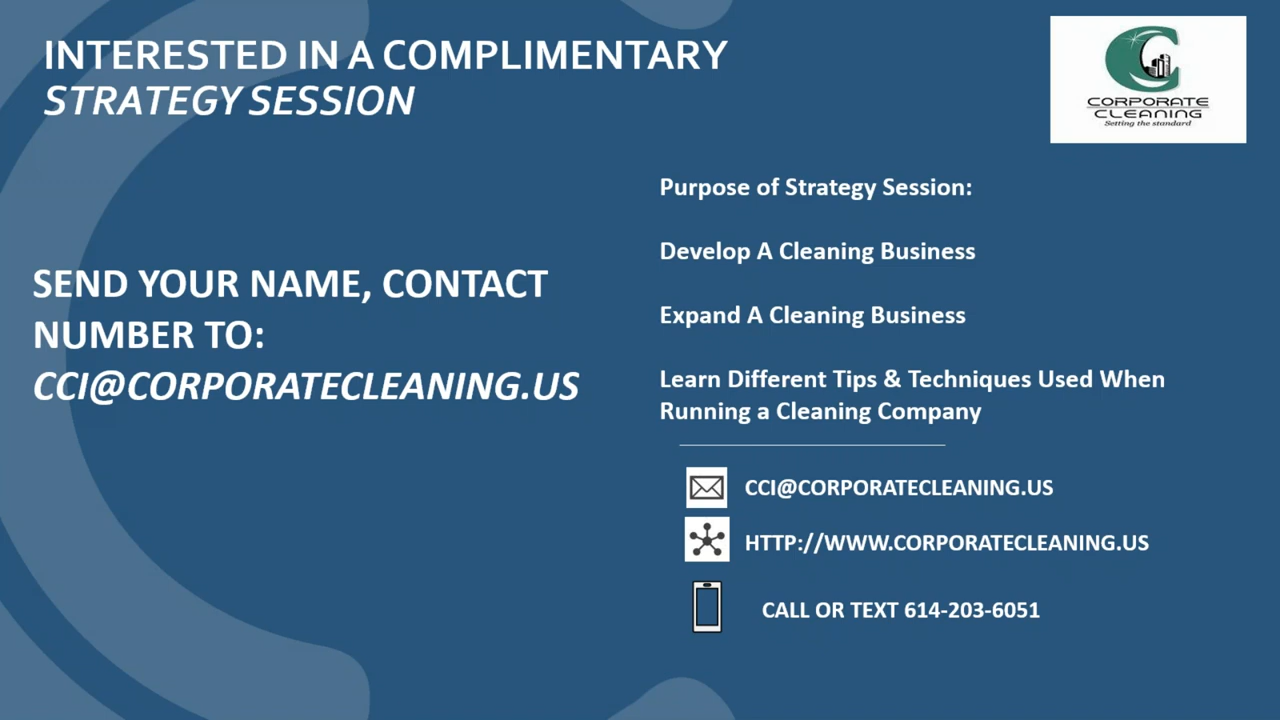 INTERESTED IN A COMPLIMENTARY
STRATEGY SESSION
CORPORATE
CLEANING
Setting the standard
SEND YOUR NAME, CONTACT
NUMBER TO:
CCI@CORPORATECLEANING.US
Purpose of Strategy Session:
Develop A Cleaning Business
Expand A Cleaning Business
Learn Different Tips & Techniques Used When
Running a Cleaning Company
CCI@CORPORATECLEANING.US
HTTP://WWW.CORPORATECLEANING.US
CALL OR TEXT 614-203-6051